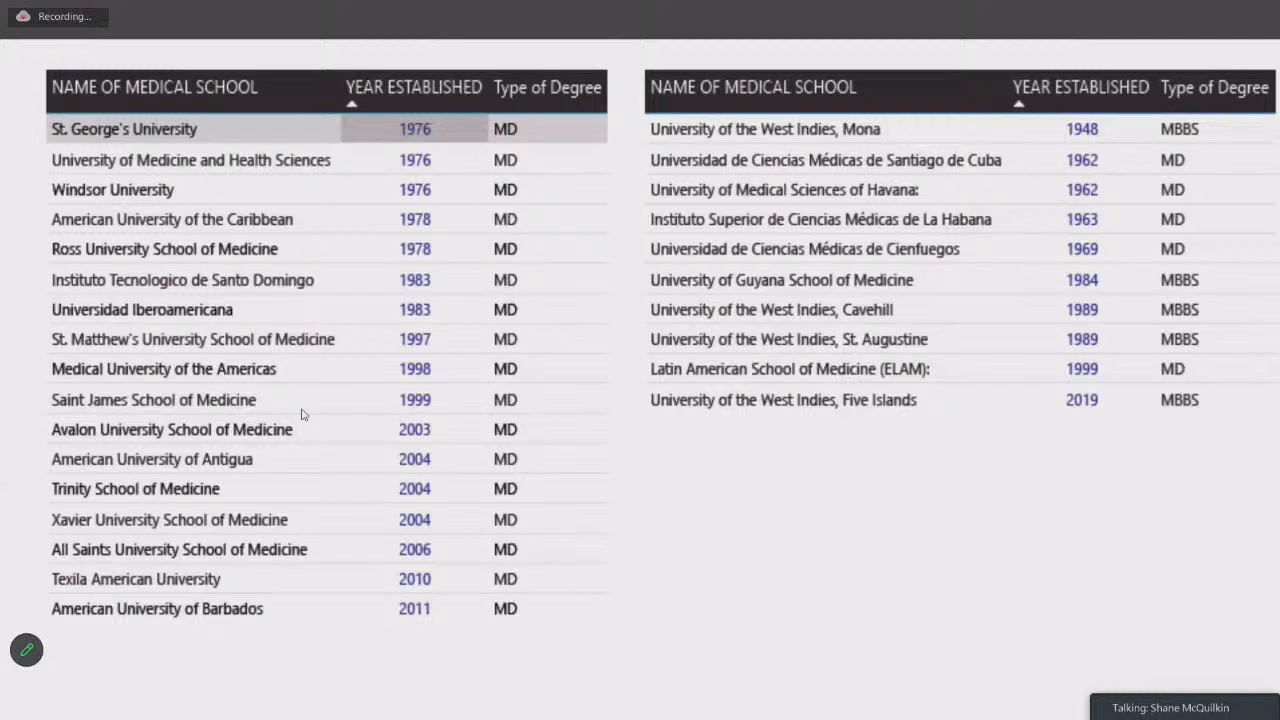 Recording...
NAME OF MEDICAL SCHOOL YEAR ESTABLISHED Type of Degree
St. George's University 1976 MD
University of Medicine and Health Sciences 1976 MD
Windsor University 1976 MD
American University of the Caribbean 1978 MD
Ross University School of Medicine 1978 MD
Instituto Tecnologico de Santo Domingo 1983 MD
Universidad Iberoamericana 1983 MD
St. Matthew's University School of Medicine 1997 MD
Medical University of the Americas 1998 MD
Saint James School of Medicine 1999 MD
Avalon University School of Medicine 2003 MD
American University of Antigua 2004 MD
Trinity School of Medicine 2004 MD
Xavier University School of Medicine 2004 MD
All Saints University School of Medicine 2006 MD
Texila American University 2010 MD
American University of Barbados 2011 MD
NAME OF MEDICAL SCHOOL YEAR ESTABLISHED Type of Degree
University of the West Indies, Mona 1948 MBBS
Universidad de Ciencias Médicas de Santiago de Cuba 1962 MD
University of Medical Sciences of Havana: 1962 MD
Instituto Superior de Ciencias Médicas de La Habana 1963 MD
Universidad de Ciencias Médicas de Cienfuegos 1969 MD
University of Guyana School of Medicine 1984 MBBS
University of the West Indies, Cavehill 1989 MBBS
University of the West Indies, St. Augustine 1989 MBBS
Latin American School of Medicine (ELAM): 1999 MD
University of the West Indies, Five Islands 2019 MBBS
Talking: Shane McQuilkin